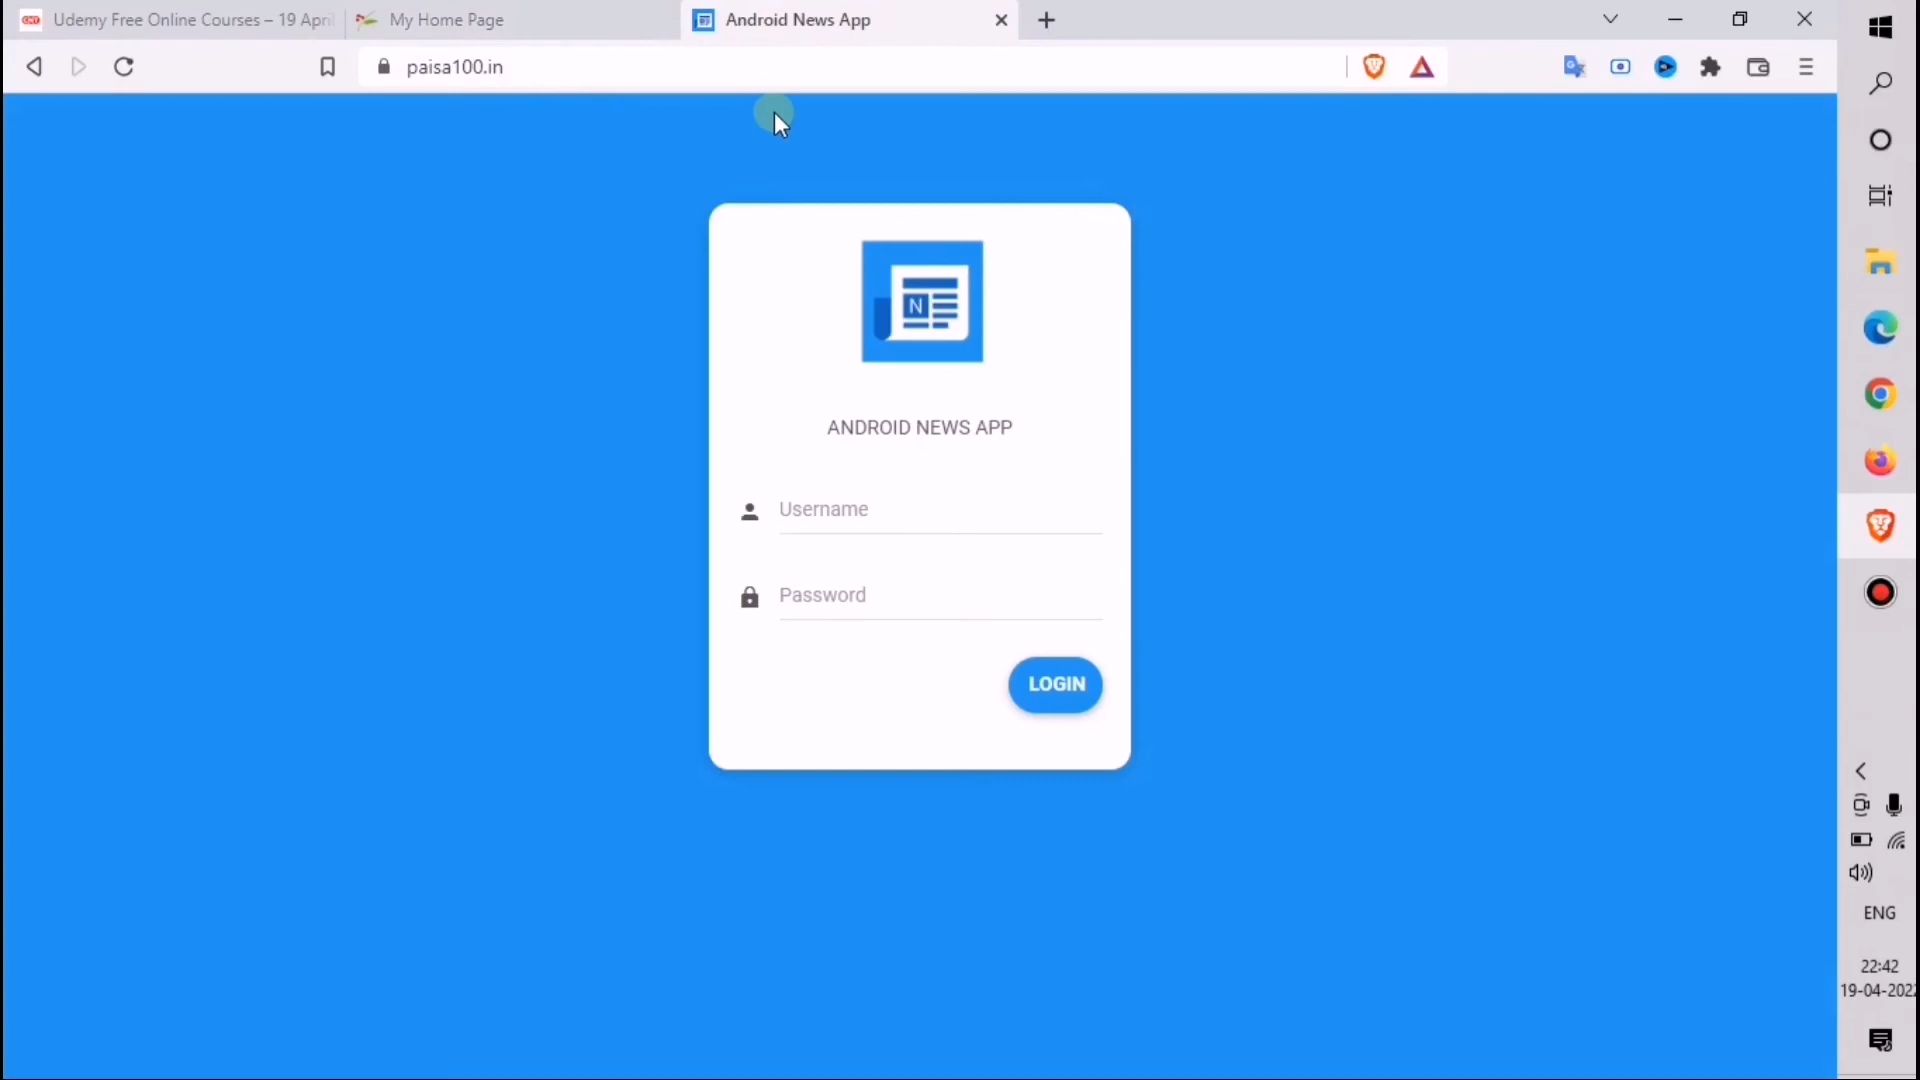 Udemy Free Online Courses – 19 April
My Home Page
Android News App
paisa100.in
N
ANDROID NEWS APP
Username
Password
LOGIN
ENG
22:42
19-04-2022